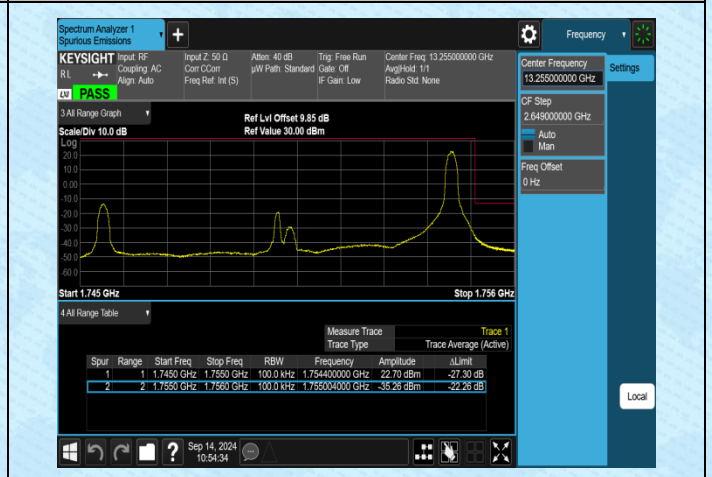 Spectrum Analyzer 1
Spurious Emissions
Frequency
KEYSIGHT
RL
Input: RF
Coupling: AC
Align: Auto
Input Z: 50 Ω
Corr CCorr
Freq Ref: Int (S)
Atten: 40 dB
µW Path: Standard
Trig: Free Run
Gate: Off
IF Gain: Low
Center Freq: 13.255000000 GHz
Avg|Hold: 1/1
Radio Std: None
LXI PASS
Center Frequency
13.255000000 GHz
Settings
CF Step
2.649000000 GHz
Auto
Man
Freq Offset
0 Hz
3 All Range Graph
Scale/Div 10.0 dB
Ref Lvl Offset 9.85 dB
Ref Value 30.00 dBm
Log
20.0
10.0
0.00
-10.0
-20.0
-30.0
-40.0
-50.0
-60.0
Start 1.745 GHz
Stop 1.756 GHz
4 All Range Table
Measure Trace Trace 1
Trace Type Trace Average (Active)
Spur Range Start Freq Stop Freq RBW Frequency Amplitude ΔLimit
1 1 1.7450 GHz 1.7550 GHz 100.0 kHz 1.754400000 GHz 22.70 dBm -27.30 dB
2 2 1.7550 GHz 1.7560 GHz 100.0 kHz 1.755004000 GHz -35.26 dBm -22.26 dB
Local
?
Sep 14, 2024
10:54:34